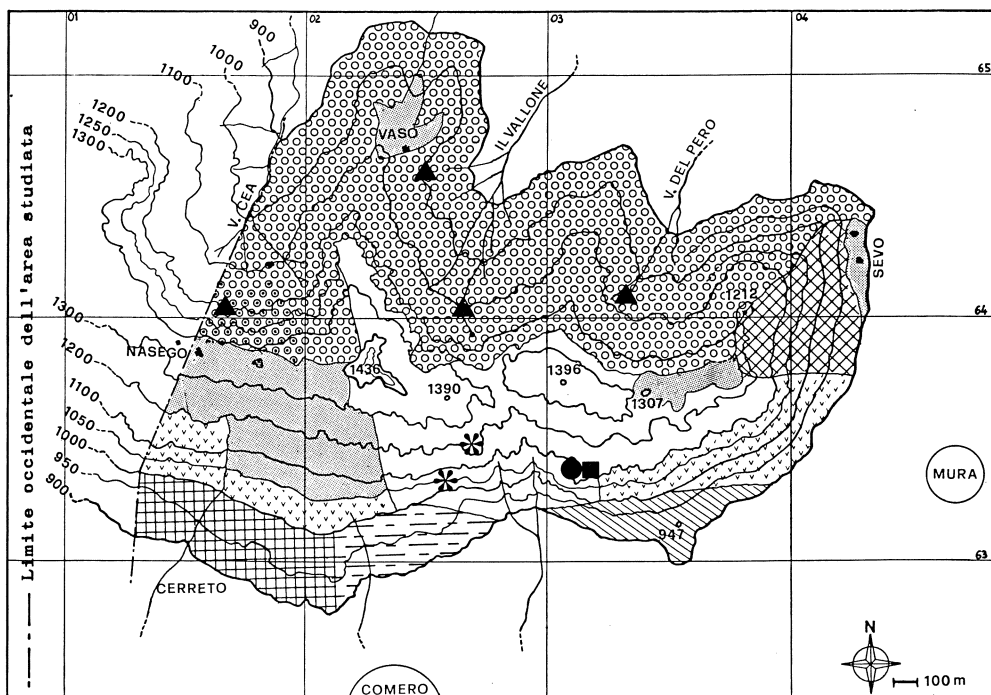 01
02
03
04
65
64
63
900
1000
1100
1200
1250
1300
V. CEA
VASO
IL VALLONE
V. DEL PERO
SEVO
1212
1300
NASEGO
1436
1390
1396
1307
1200
1100
1050
1000
950
900
947
MURA
CERRETO
COMERO
N
100 m
Limite occidentale dell'area studiata